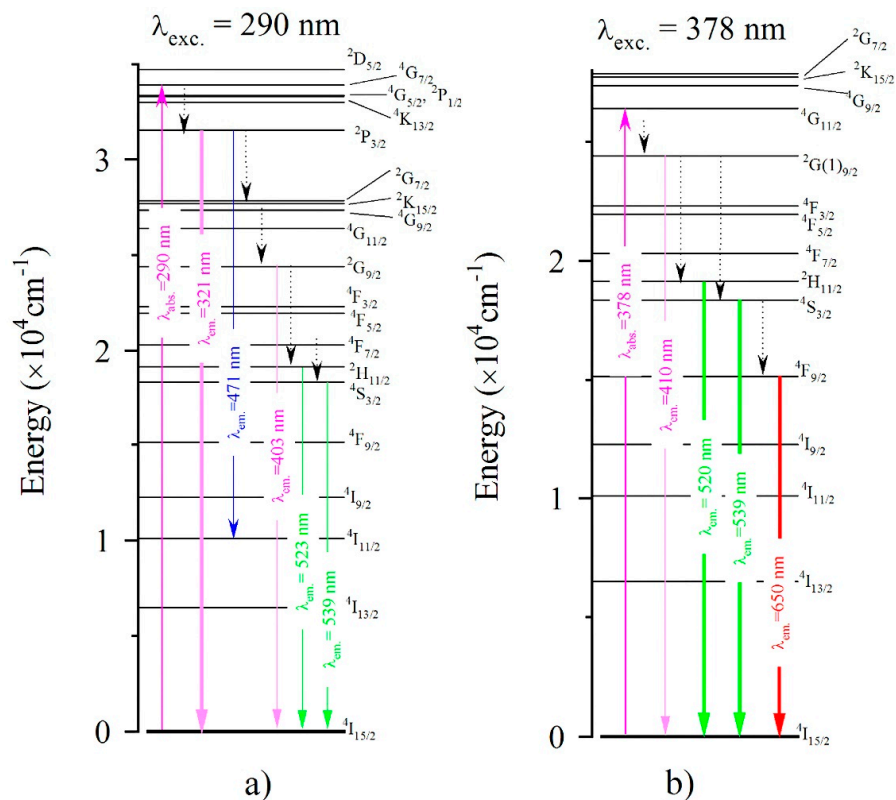 λexc. = 290 nm
²D₅/₂
⁴G₇/₂
⁴G₅/₂, ²P₁/₂
⁴K₁₃/₂
²P₃/₂
²G₇/₂
²K₁₅/₂
⁴G₉/₂
⁴G₁₁/₂
²G₉/₂
⁴F₃/₂
⁴F₅/₂
⁴F₇/₂
²H₁₁/₂
⁴S₃/₂
⁴F₉/₂
⁴I₉/₂
⁴I₁₁/₂
⁴I₁₃/₂
⁴I₁₅/₂
3
2
1
0
Energy (×10⁴cm⁻¹)
λabs.=290 nm
λem.=321 nm
λem.=471 nm
λem.=403 nm
λem.= 523 nm
λem.= 539 nm
a)
λexc. = 378 nm
²G₇/₂
²K₁₅/₂
⁴G₉/₂
⁴G₁₁/₂
²G(1)₉/₂
⁴F₃/₂
⁴F₅/₂
⁴F₇/₂
²H₁₁/₂
⁴S₃/₂
⁴F₉/₂
⁴I₉/₂
⁴I₁₁/₂
⁴I₁₃/₂
⁴I₁₅/₂
2
1
0
Energy (×10⁴cm⁻¹)
λabs.=378 nm
λem.=410 nm
λem.= 520 nm
λem.=539 nm
λem.=650 nm
b)